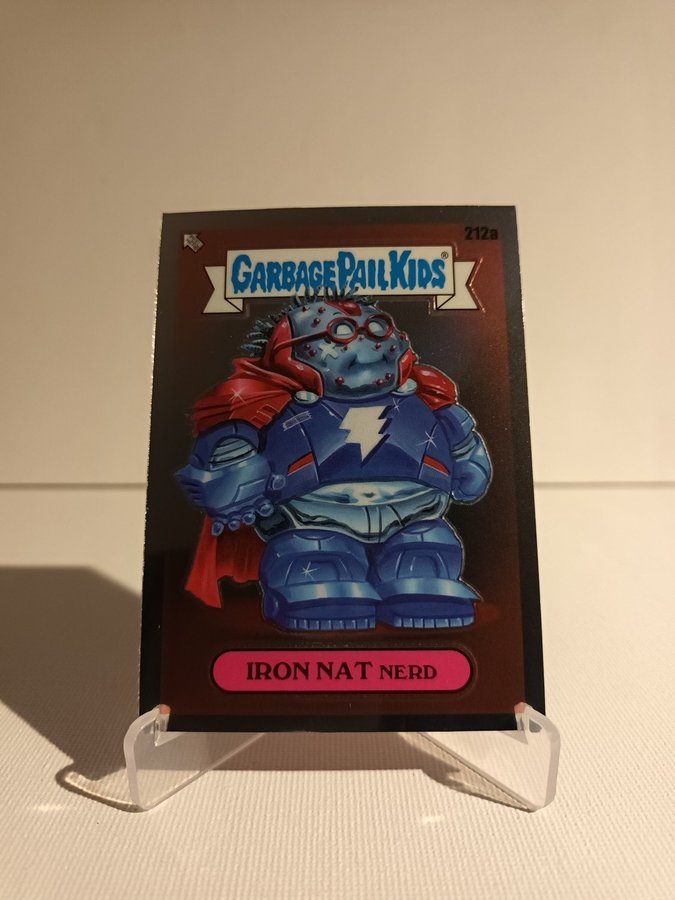 212a
GARBAGE PAIL KIDS®
IRON NAT NERD